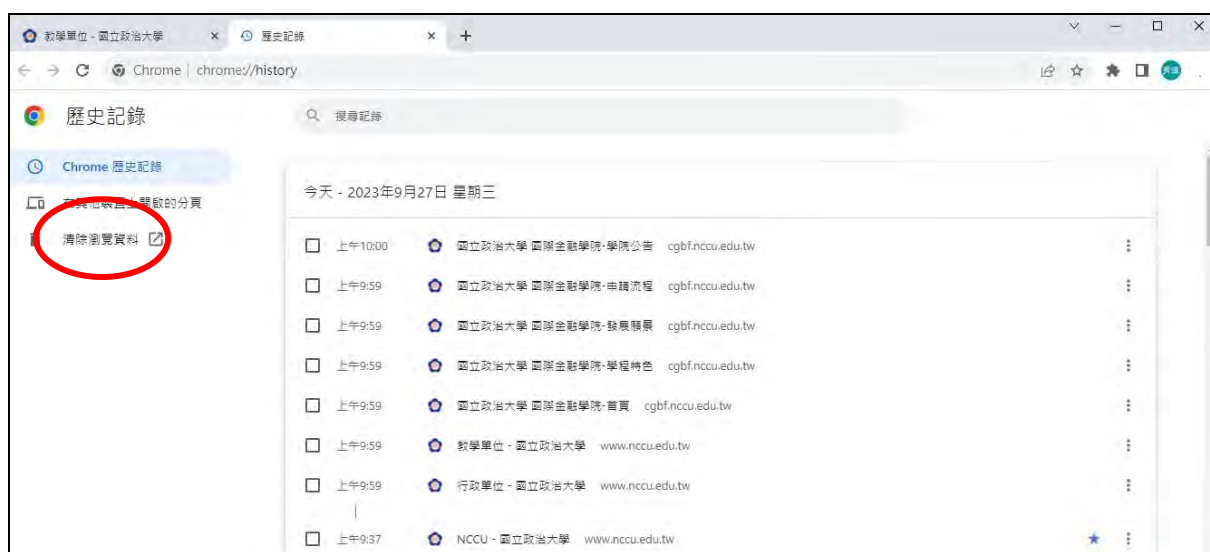 教學單位 - 國立政治大學
歷史記錄
Chrome | chrome://history
歷史記錄
搜尋記錄
Chrome 歷史記錄
在其他裝置上開啟的分頁
清除瀏覽資料
今天 - 2023年9月27日 星期三
上午10:00 國立政治大學 國際金融學院-學院公告 cgbf.nccu.edu.tw
上午9:59 國立政治大學 國際金融學院-申請流程 cgbf.nccu.edu.tw
上午9:59 國立政治大學 國際金融學院-發展願景 cgbf.nccu.edu.tw
上午9:59 國立政治大學 國際金融學院-學程特色 cgbf.nccu.edu.tw
上午9:59 國立政治大學 國際金融學院-首頁 cgbf.nccu.edu.tw
上午9:59 教學單位 - 國立政治大學 www.nccu.edu.tw
上午9:59 行政單位 - 國立政治大學 www.nccu.edu.tw
上午9:37 NCCU - 國立政治大學 www.nccu.edu.tw